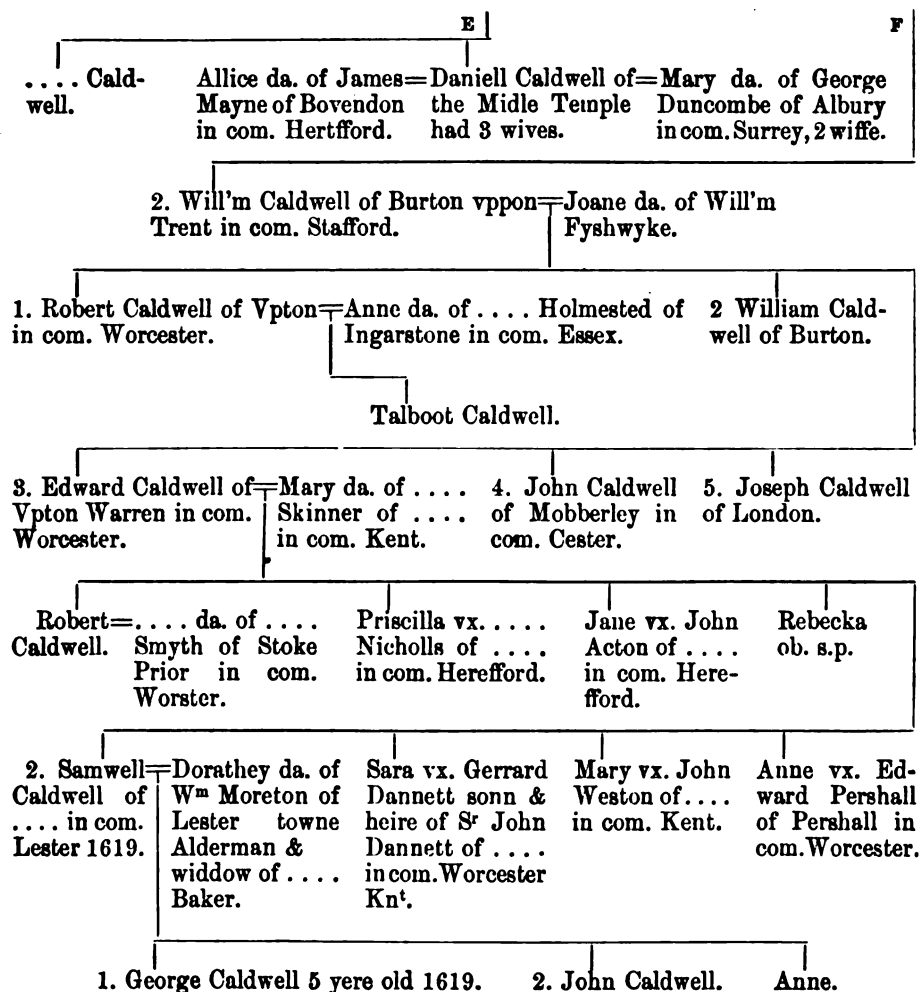 E
F
. . . . Cald-
well.
Allice da. of James=Daniell Caldwell of=Mary da. of George
Mayne of Bovendon
the Midle Temple
Duncombe of Albury
in com. Hertfford.
had 3 wives.
in com. Surrey, 2 wiffe.
2. Will'm Caldwell of Burton vppon=Joane da. of Will'm
Trent in com. Stafford.
Fyshwyke.
1. Robert Caldwell of Vpton=Anne da. of . . . . Holmested of
in com. Worcester.
Ingarstone in com. Essex.
2 William Cald-
well of Burton.
Talboot Caldwell.
3. Edward Caldwell of=Mary da. of . . . .
Vpton Warren in com.
Skinner of . . . .
Worcester.
in com. Kent.
4. John Caldwell
of Mobberley in
com. Cester.
5. Joseph Caldwell
of London.
Robert=. . . . da. of . . . .
Caldwell.
Smyth of Stoke
Prior in com.
Worster.
Priscilla vx. . . . .
Nicholls of . . . .
in com. Herefford.
Jane vx. John
Acton of . . . .
in com. Here-
fford.
Rebecka
ob. s.p.
2. Samwell=Dorathey da. of
Caldwell of
Wm Moreton of
. . . . in com.
Lester towne
Lester 1619.
Alderman &
widdow of . . . .
Baker.
Sara vx. Gerrard
Dannett sonn &
heire of Sr John
Dannett of . . . .
in com. Worcester
Knt.
Mary vx. John
Weston of . . . .
in com. Kent.
Anne vx. Ed-
ward Pershall
of Pershall in
com. Worcester.
1. George Caldwell 5 yere old 1619.
2. John Caldwell.
Anne.